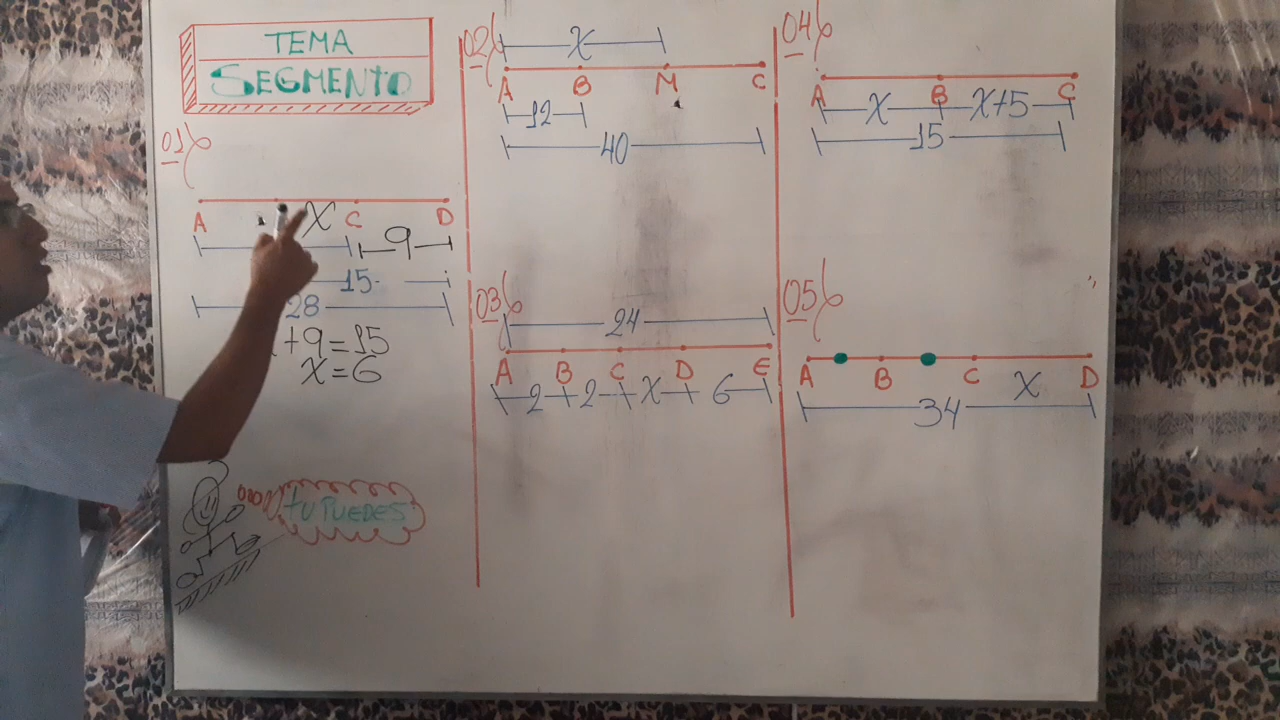 TEMA
SEGMENTO
01
A x C D
9
15
28
+9=15
x=6
tu PUEDES
02
x
A B M C
12
40
03
24
A B C D E
2 2 x 6
04
A B C
x x+5
15
05
A B C D
x
34